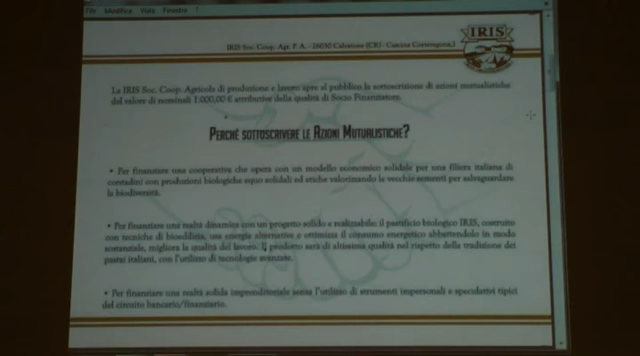 File Modifica Vista Finestra
IRIS Soc. Coop. Agr. P.A. - 26030 Calvatone (CR) - Cascina Corteregona,1
IRIS
La IRIS Soc. Coop. Agricola di produzione e lavoro apre al pubblico la sottoscrizione di azioni mutualistiche
del valore di nominali 1.000,00 € attributive della qualità di Socio Finanziatore.
PERCHÉ SOTTOSCRIVERE LE AZIONI MUTUALISTICHE?
• Per finanziare una cooperativa che opera con un modello economico solidale per una filiera italiana di
contadini con produzioni biologiche equo solidali ed etiche valorizzando le vecchie sementi per salvaguardare
la biodiversità.
• Per finanziare una realtà dinamica con un progetto solido e realizzabile: il pastificio biologico IRIS, costruito
con tecniche di bioedilizia, usa energie alternative e ottimizza il consumo energetico abbattendolo in modo
sostanziale, migliora la qualità del lavoro. Il prodotto sarà di altissima qualità nel rispetto della tradizione dei
pastai italiani, con l'utilizzo di tecnologie avanzate.
• Per finanziare una realtà solida imprenditoriale senza l'utilizzo di strumenti impersonali e speculativi tipici
del circuito bancario/finanziario.